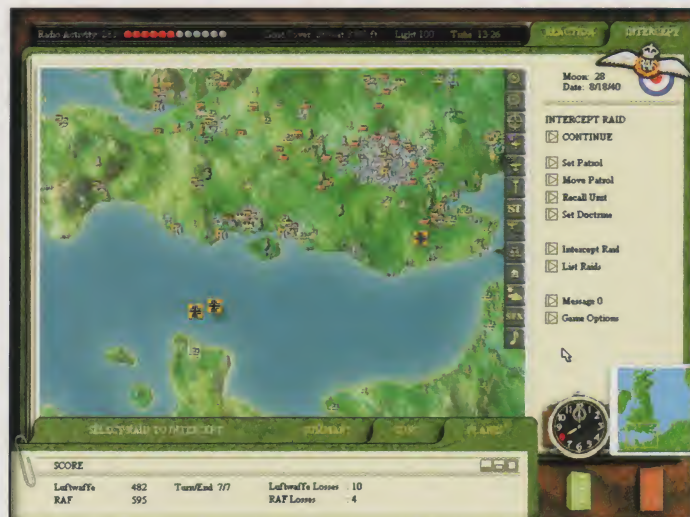 Radio Activity
Light 100
Time 13:26
REACTION
INTERCEPT
Moon: 28
Date: 8/18/40
INTERCEPT RAID
CONTINUE
Set Patrol
Move Patrol
Recall Unit
Set Doctrine
Intercept Raid
List Raids
Message 0
Game Options
SELECT RAID TO INTERCEPT
SUMMARY
PLANES
SCORE
Luftwaffe 482 Turn/End 7/7 Luftwaffe Losses 10
RAF 595 RAF Losses 4